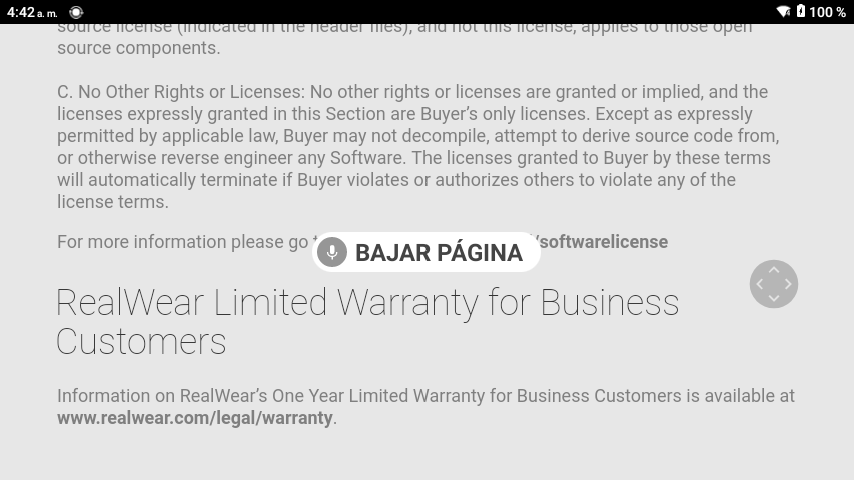 4:42 a. m.
100 %
source license (indicated in the header files), and not this license, applies to those open
source components.
C. No Other Rights or Licenses: No other rights or licenses are granted or implied, and the
licenses expressly granted in this Section are Buyer’s only licenses. Except as expressly
permitted by applicable law, Buyer may not decompile, attempt to derive source code from,
or otherwise reverse engineer any Software. The licenses granted to Buyer by these terms
will automatically terminate if Buyer violates or authorizes others to violate any of the
license terms.
For more information please go /softwarelicense
BAJAR PÁGINA
RealWear Limited Warranty for Business
Customers
Information on RealWear’s One Year Limited Warranty for Business Customers is available at
www.realwear.com/legal/warranty.